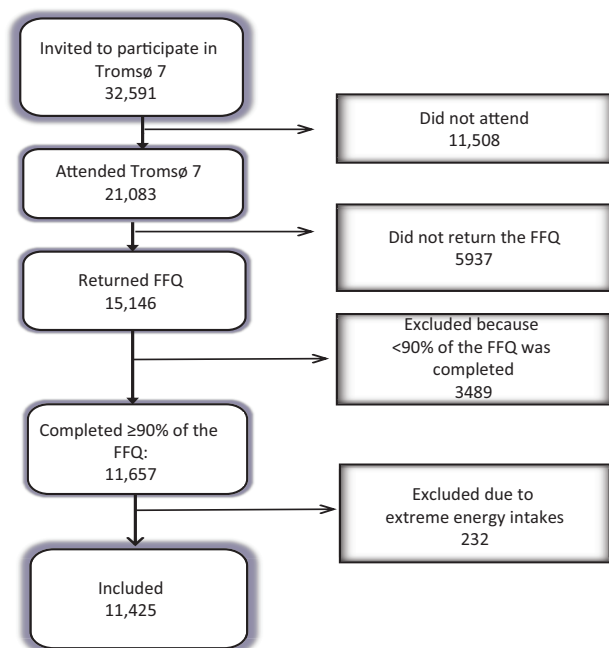 Invited to participate in
Tromsø 7
32,591
Did not attend
11,508
Attended Tromsø 7
21,083
Did not return the FFQ
5937
Returned FFQ
15,146
Excluded because
<90% of the FFQ was
completed
3489
Completed ≥90% of the
FFQ:
11,657
Excluded due to
extreme energy intakes
232
Included
11,425